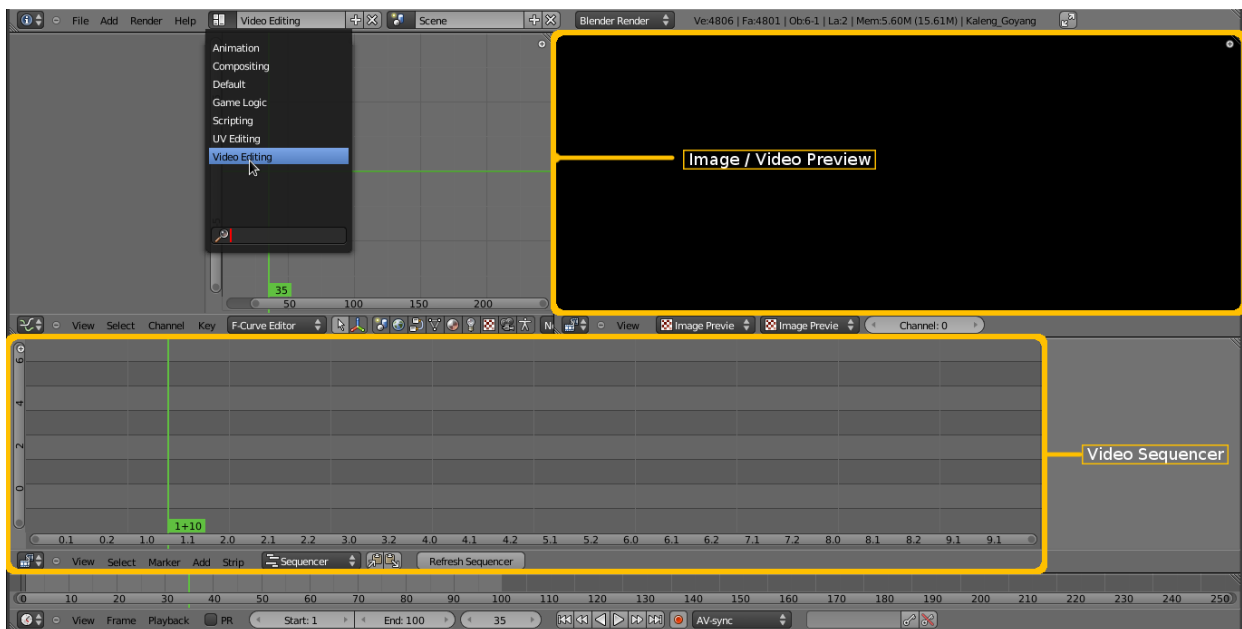 File Add Render Help Video Editing Scene Blender Render Ve:4806 | Fa:4801 | Ob:6-1 | La:2 | Mem:5.60M (15.61M) | Kaleng_Goyang
Animation
Compositing
Default
Game Logic
Scripting
UV Editing
Video Editing
Image / Video Preview
35
50 100 150 200
View Select Channel Key F-Curve Editor View Image Previe Image Previe Channel: 0
6
4
2
0
Video Sequencer
1+10
0.1 0.2 1.0 1.1 2.0 2.1 2.2 3.0 3.2 4.0 4.1 4.2 5.1 5.2 6.0 6.1 6.2 7.1 7.2 8.0 8.1 8.2 9.1 9.1
View Select Marker Add Strip Sequencer Refresh Sequencer
0 10 20 30 40 50 60 70 80 90 100 110 120 130 140 150 160 170 180 190 200 210 220 230 240 250
View Frame Playback PR Start: 1 End: 100 35 AV-sync